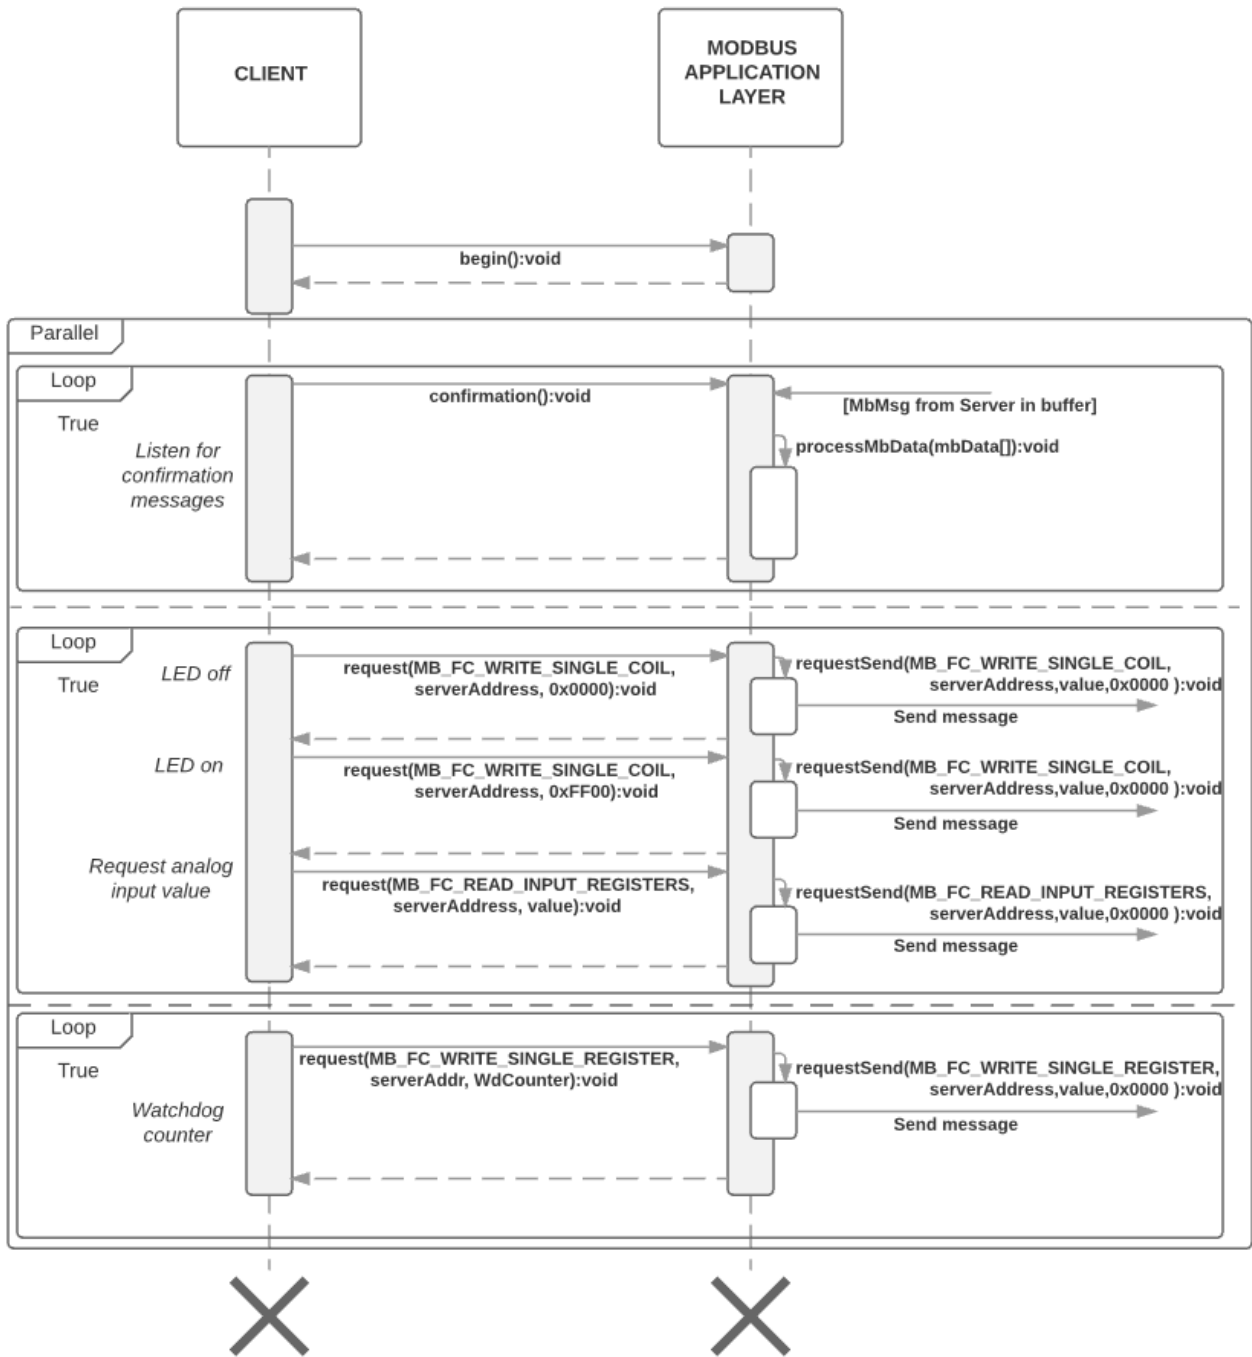 CLIENT
MODBUS
APPLICATION
LAYER
begin():void
Parallel
Loop
True
confirmation():void
[MbMsg from Server in buffer]
Listen for
confirmation
messages
processMbData(mbData[]):void
Loop
True
LED off
request(MB_FC_WRITE_SINGLE_COIL,
serverAddress, 0x0000):void
requestSend(MB_FC_WRITE_SINGLE_COIL,
serverAddress,value,0x0000 ):void
Send message
LED on
request(MB_FC_WRITE_SINGLE_COIL,
serverAddress, 0xFF00):void
requestSend(MB_FC_WRITE_SINGLE_COIL,
serverAddress,value,0x0000 ):void
Send message
Request analog
input value
request(MB_FC_READ_INPUT_REGISTERS,
serverAddress, value):void
requestSend(MB_FC_READ_INPUT_REGISTERS,
serverAddress,value,0x0000 ):void
Send message
Loop
True
request(MB_FC_WRITE_SINGLE_REGISTER,
serverAddr, WdCounter):void
requestSend(MB_FC_WRITE_SINGLE_REGISTER,
serverAddress,value,0x0000 ):void
Watchdog
counter
Send message